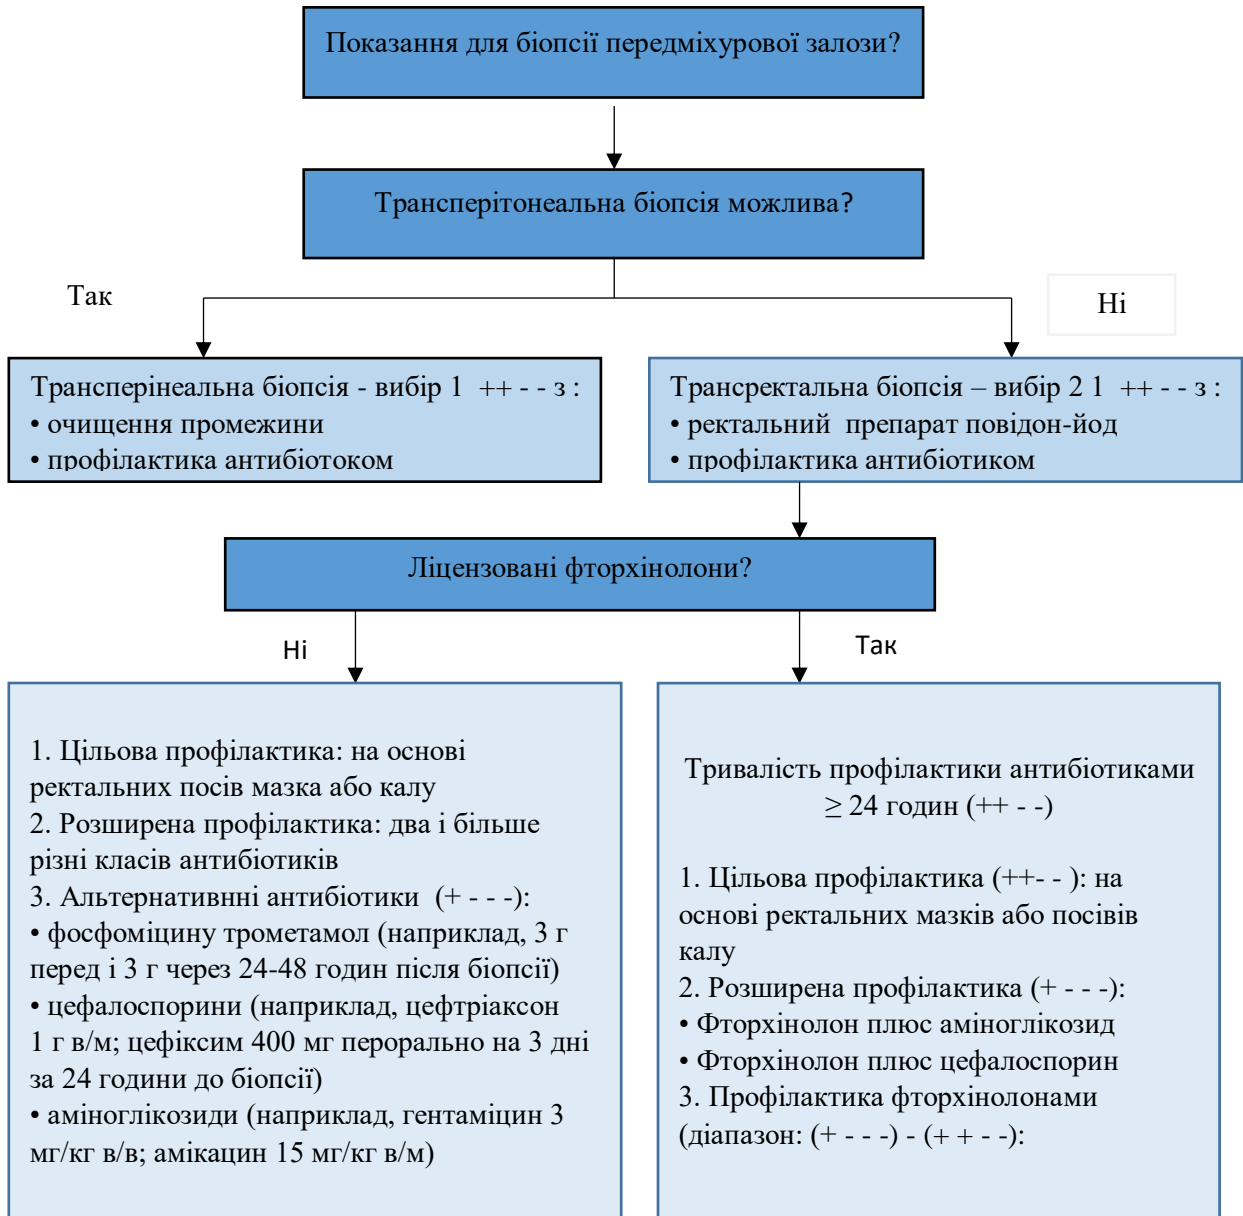 Показання для біопсії передміхурової залози?
Трансперітонеальна біопсія можлива?
Так
Ні
Трансперінеальна біопсія - вибір 1 ++ - - з :
• очищення промежини
• профілактика антибіотоком
Трансректальна біопсія – вибір 2 1 ++ - - з :
• ректальний препарат повідон-йод
• профілактика антибіотиком
Ліцензовані фторхінолони?
Ні
Так
1. Цільова профілактика: на основі
ректальних посів мазка або калу
2. Розширена профілактика: два і більше
різні класів антибіотиків
3. Альтернативнні антибіотики (+ - - -):
• фосфоміцину трометамол (наприклад, 3 г
перед і 3 г через 24-48 годин після біопсії)
• цефалоспорини (наприклад, цефтріаксон
1 г в/м; цефіксим 400 мг перорально на 3 дні
за 24 години до біопсії)
• аміноглікозиди (наприклад, гентаміцин 3
мг/кг в/в; амікацин 15 мг/кг в/м)
Тривалість профілактики антибіотиками
≥ 24 годин (++ - -)
1. Цільова профілактика (++- - ): на
основі ректальних мазків або посівів
калу
2. Розширена профілактика (+ - - -):
• Фторхінолон плюс аміноглікозид
• Фторхінолон плюс цефалоспорин
3. Профілактика фторхінолонами
(діапазон: (+ - - -) - (+ + - -):